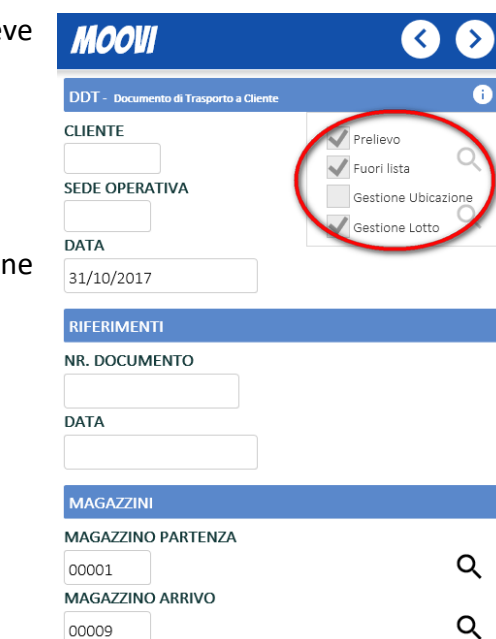 MOOVI
DDT - Documento di Trasporto a Cliente
CLIENTE
Prelievo
Fuori lista
SEDE OPERATIVA
Gestione Ubicazione
Gestione Lotto
DATA
31/10/2017
RIFERIMENTI
NR. DOCUMENTO
DATA
MAGAZZINI
MAGAZZINO PARTENZA
00001
MAGAZZINO ARRIVO
00009